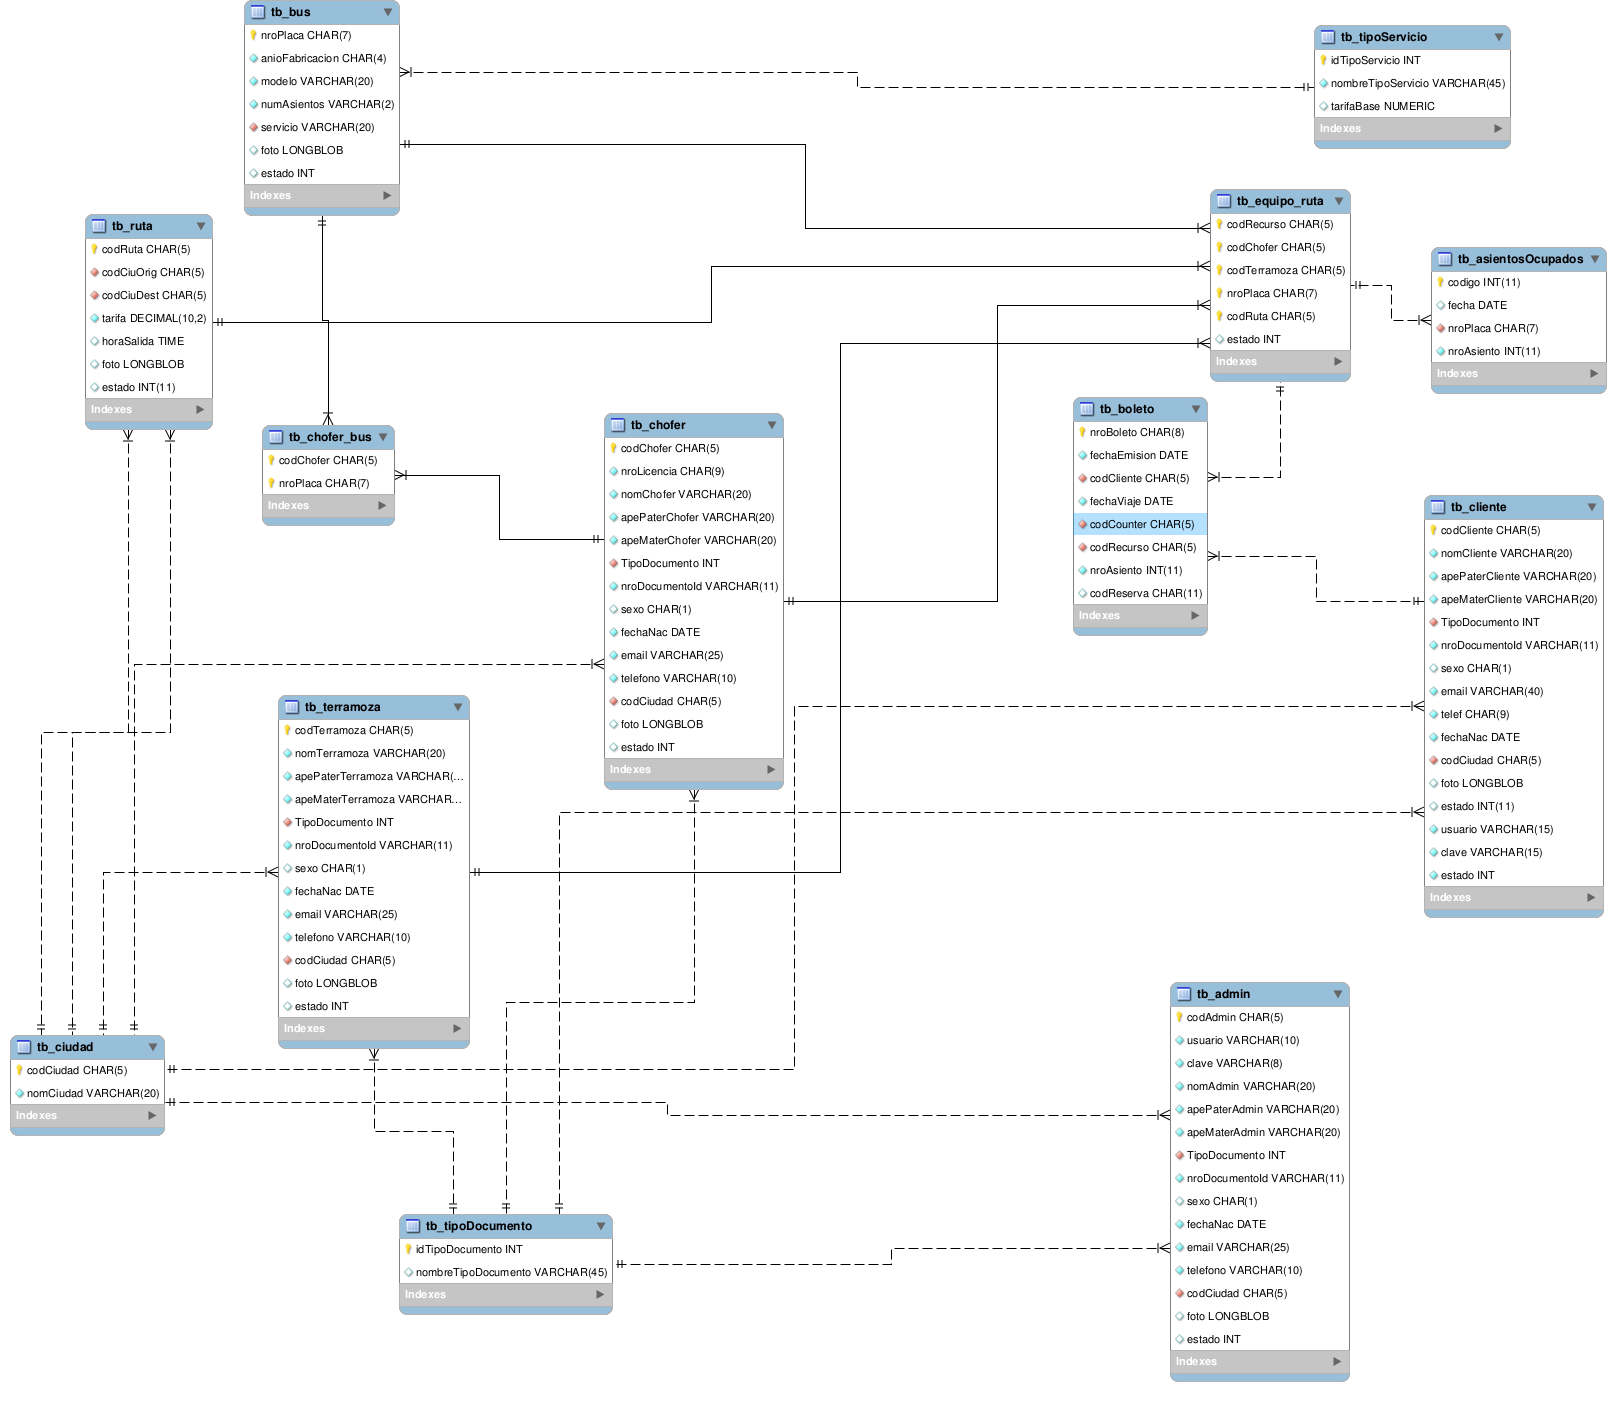 tb_bus
nroPlaca CHAR(7)
anioFabricacion CHAR(4)
modelo VARCHAR(20)
numAsientos VARCHAR(2)
servicio VARCHAR(20)
foto LONGBLOB
estado INT
Indexes
tb_tipoServicio
idTipoServicio INT
nombreTipoServicio VARCHAR(45)
tarifaBase NUMERIC
Indexes
tb_ruta
codRuta CHAR(5)
codCiuOrig CHAR(5)
codCiuDest CHAR(5)
tarifa DECIMAL(10,2)
horaSalida TIME
foto LONGBLOB
estado INT(11)
Indexes
tb_equipo_ruta
codRecurso CHAR(5)
codChofer CHAR(5)
codTerramoza CHAR(5)
nroPlaca CHAR(7)
codRuta CHAR(5)
estado INT
Indexes
tb_asientosOcupados
codigo INT(11)
fecha DATE
nroPlaca CHAR(7)
nroAsiento INT(11)
Indexes
tb_chofer_bus
codChofer CHAR(5)
nroPlaca CHAR(7)
Indexes
tb_chofer
codChofer CHAR(5)
nroLicencia CHAR(9)
nomChofer VARCHAR(20)
apePaterChofer VARCHAR(20)
apeMaterChofer VARCHAR(20)
TipoDocumento INT
nroDocumentoId VARCHAR(11)
sexo CHAR(1)
fechaNac DATE
email VARCHAR(25)
telefono VARCHAR(10)
codCiudad CHAR(5)
foto LONGBLOB
estado INT
Indexes
tb_boleto
nroBoleto CHAR(8)
fechaEmision DATE
codCliente CHAR(5)
fechaViaje DATE
codCounter CHAR(5)
codRecurso CHAR(5)
nroAsiento INT(11)
codReserva CHAR(11)
Indexes
tb_cliente
codCliente CHAR(5)
nomCliente VARCHAR(20)
apePaterCliente VARCHAR(20)
apeMaterCliente VARCHAR(20)
TipoDocumento INT
nroDocumentoId VARCHAR(11)
sexo CHAR(1)
email VARCHAR(40)
telef CHAR(9)
fechaNac DATE
codCiudad CHAR(5)
foto LONGBLOB
estado INT(11)
usuario VARCHAR(15)
clave VARCHAR(15)
estado INT
Indexes
tb_terramoza
codTerramoza CHAR(5)
nomTerramoza VARCHAR(20)
apePaterTerramoza VARCHAR(...
apeMaterTerramoza VARCHAR...
TipoDocumento INT
nroDocumentoId VARCHAR(11)
sexo CHAR(1)
fechaNac DATE
email VARCHAR(25)
telefono VARCHAR(10)
codCiudad CHAR(5)
foto LONGBLOB
estado INT
Indexes
tb_ciudad
codCiudad CHAR(5)
nomCiudad VARCHAR(20)
Indexes
tb_admin
codAdmin CHAR(5)
usuario VARCHAR(10)
clave VARCHAR(8)
nomAdmin VARCHAR(20)
apePaterAdmin VARCHAR(20)
apeMaterAdmin VARCHAR(20)
TipoDocumento INT
nroDocumentoId VARCHAR(11)
sexo CHAR(1)
fechaNac DATE
email VARCHAR(25)
telefono VARCHAR(10)
codCiudad CHAR(5)
foto LONGBLOB
estado INT
Indexes
tb_tipoDocumento
idTipoDocumento INT
nombreTipoDocumento VARCHAR(45)
Indexes